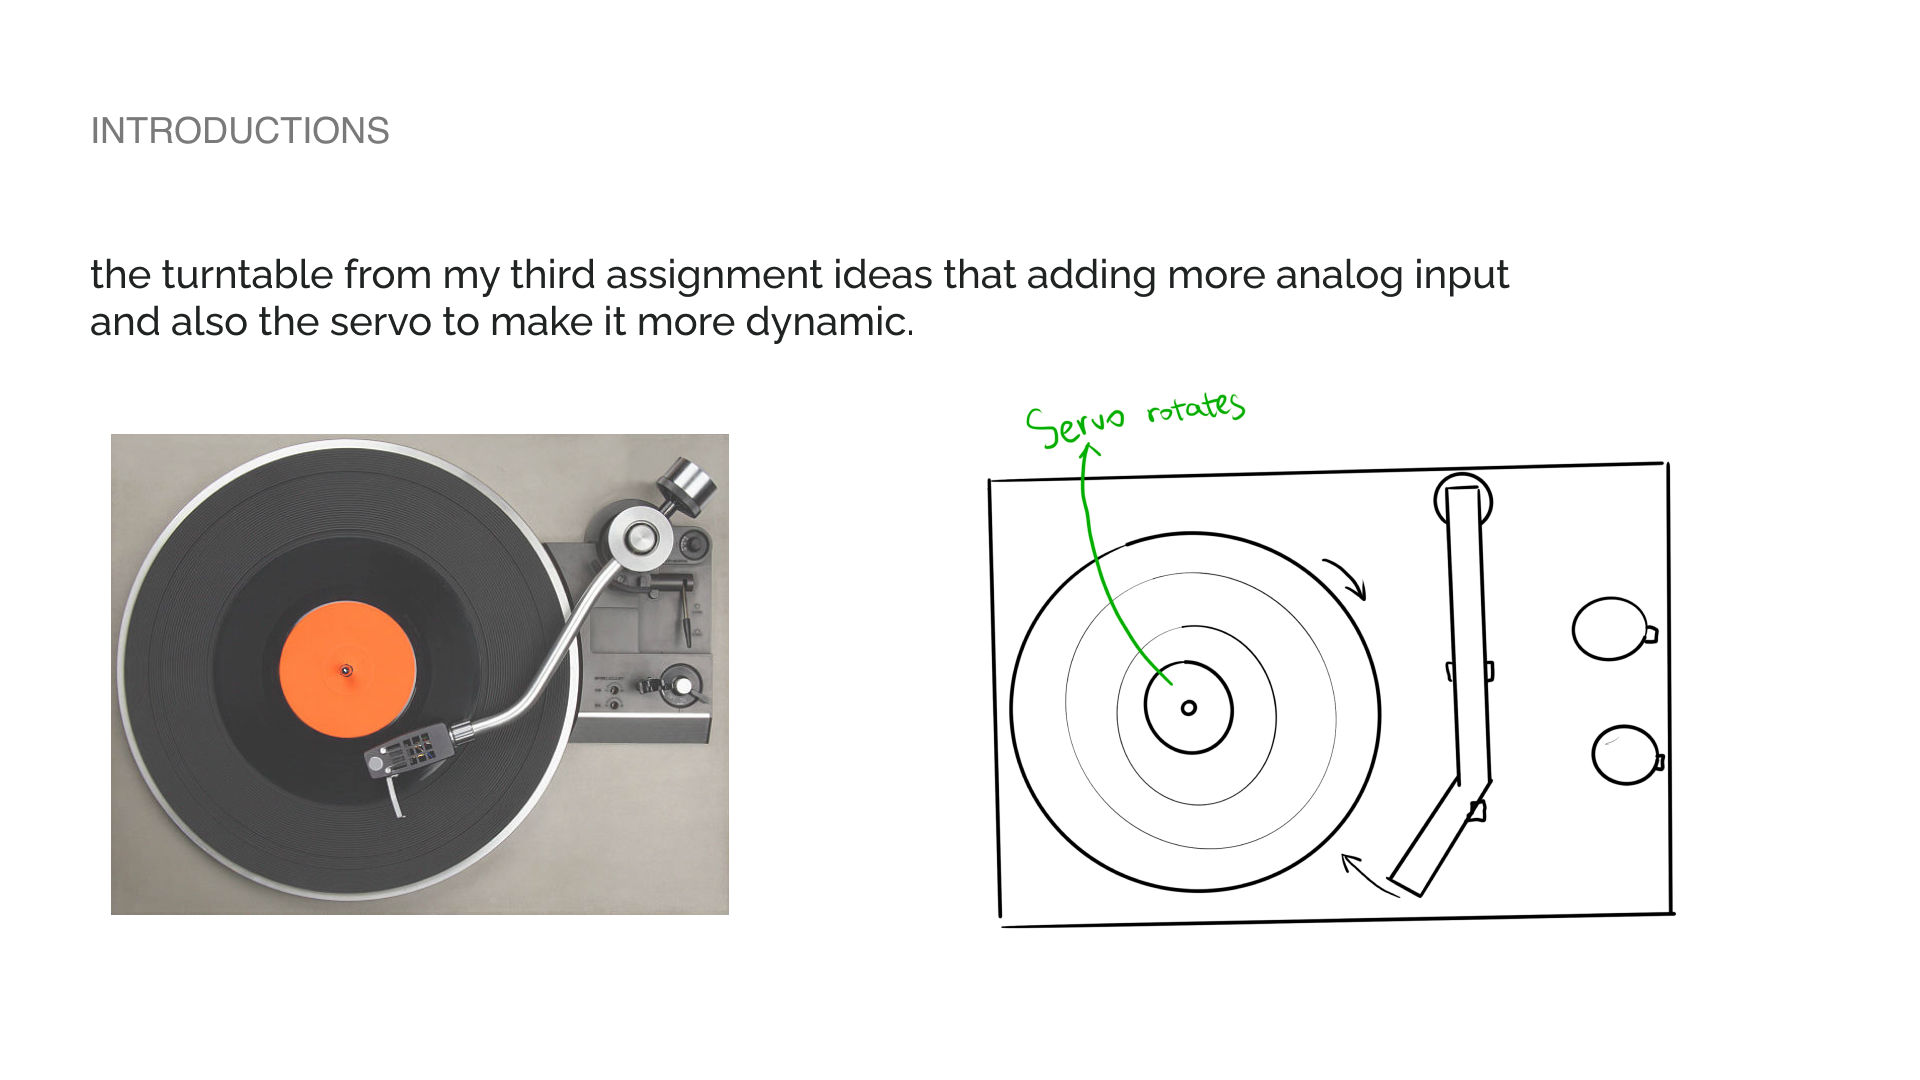 INTRODUCTIONS
the turntable from my third assignment ideas that adding more analog input
and also the servo to make it more dynamic.
Servo rotates